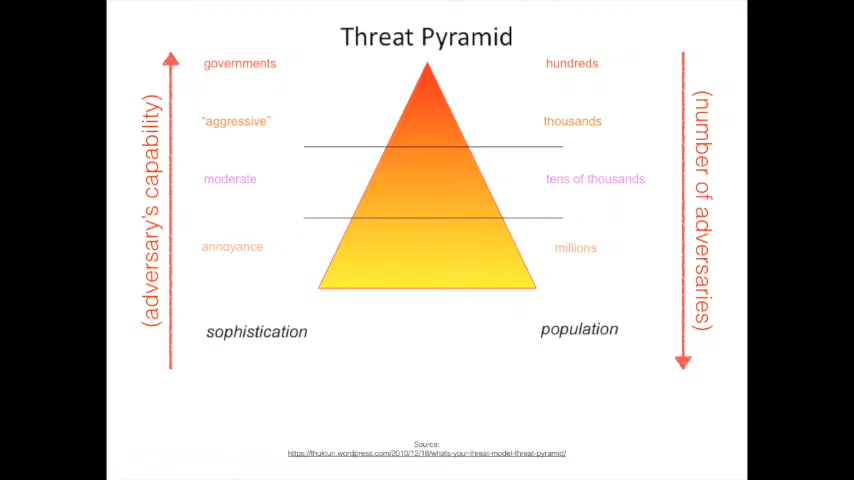 Threat Pyramid
governments
hundreds
"aggressive"
thousands
moderate
tens of thousands
annoyance
millions
(adversary's capability)
(number of adversaries)
sophistication
population
Source:
https://thuktun.wordpress.com/2010/12/18/whats-your-threat-model-threat-pyramid/